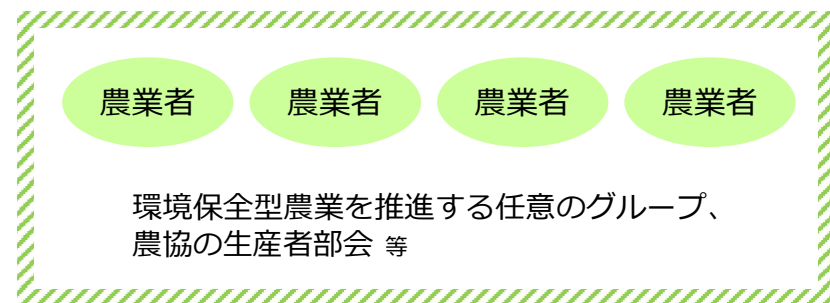 農業者 農業者 農業者 農業者
環境保全型農業を推進する任意のグループ、
農協の生産者部会 等